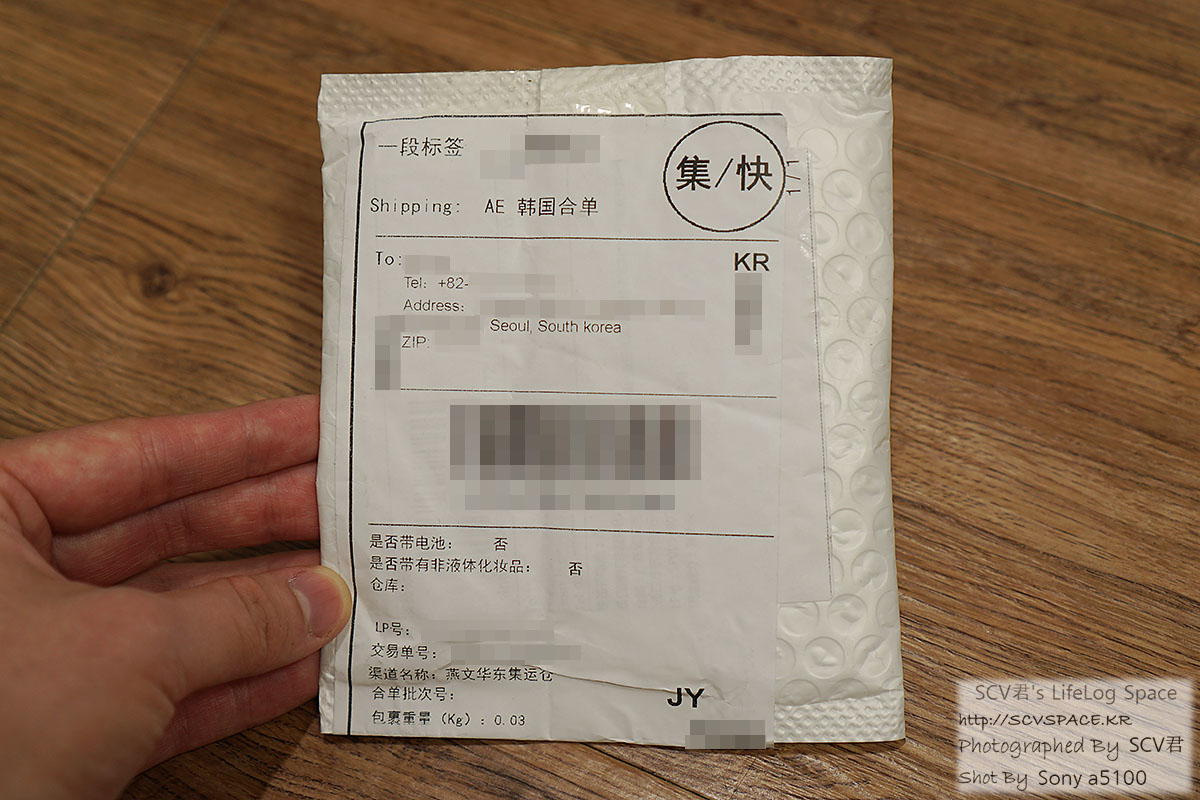 一段标签
集/快
1/1
Shipping: AE 韩国合单
To:
KR
Tel: +82-
Address:
Seoul, South korea
ZIP:
是否带电池: 否
是否带有非液体化妆品: 否
仓库:
LP号:
交易单号:
渠道名称: 燕文华东集运仓
合单批次号:
JY
包裹重量 (Kg) : 0.03
SCV君's LifeLog Space
http://SCVSPACE.KR
Photographed By SCV君
Shot By Sony a5100